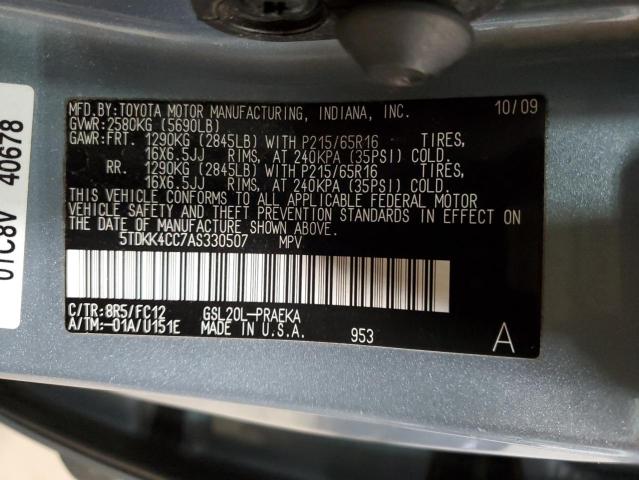 MFD.BY:TOYOTA MOTOR MANUFACTURING, INDIANA, INC. 10/09
GVWR:2580KG (5690LB)
GAWR:FRT. 1290KG (2845LB) WITH P215/65R16 TIRES,
16X6.5JJ RIMS, AT 240KPA (35PSI) COLD.
RR. 1290KG (2845LB) WITH P215/65R16 TIRES,
16X6.5JJ RIMS, AT 240KPA (35PSI) COLD.
THIS VEHICLE CONFORMS TO ALL APPLICABLE FEDERAL MOTOR
VEHICLE SAFETY AND THEFT PREVENTION STANDARDS IN EFFECT
ON THE DATE OF MANUFACTURE SHOWN ABOVE.
5TDKK4CC7AS330507 MPV
C/TR:8R5/FC12 GSL20L-PRAEKA
A/TM:-01A/U151E MADE IN U.S.A. 953 A
01C8V 40678